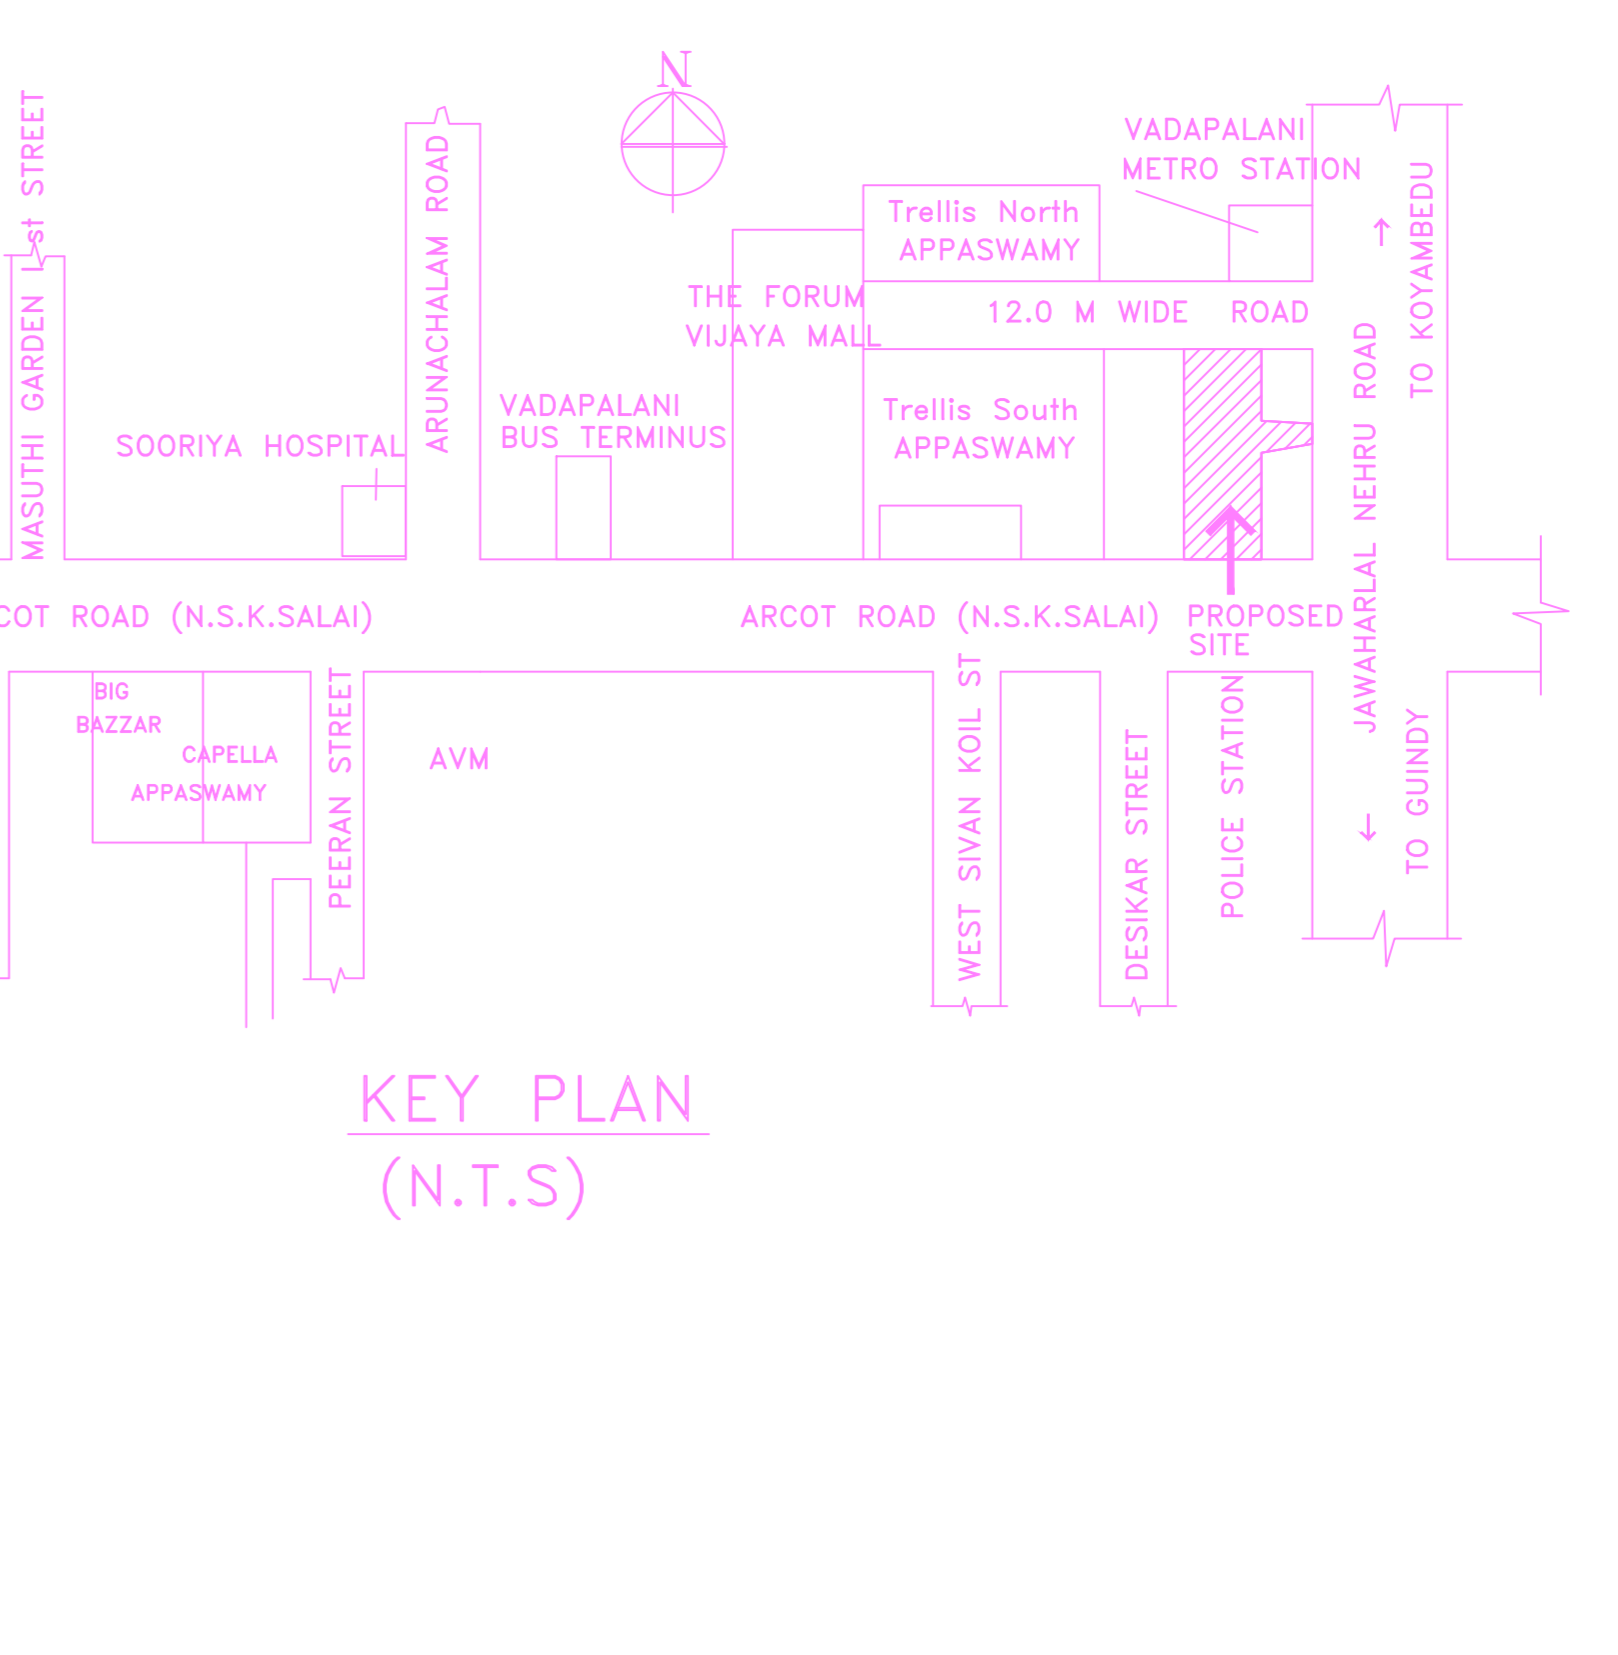 N
MASUTHI GARDEN I st STREET
ARUNACHALAM ROAD
VADAPALANI
METRO STATION
Trellis North
APPASWAMY
THE FORUM
VIJAYA MALL
12.0 M WIDE ROAD
TO KOYAMBEDU
JAWAHARLAL NEHRU ROAD
SOORIYA HOSPITAL
VADAPALANI
BUS TERMINUS
Trellis South
APPASWAMY
COT ROAD (N.S.K.SALAI)
ARCOT ROAD (N.S.K.SALAI)
PROPOSED
SITE
BIG
BAZZAR
CAPELLA
APPASWAMY
PEERAN STREET
AVM
WEST SIVAN KOIL ST
DESIKAR STREET
POLICE STATION
TO GUINDY
KEY PLAN
(N.T.S)